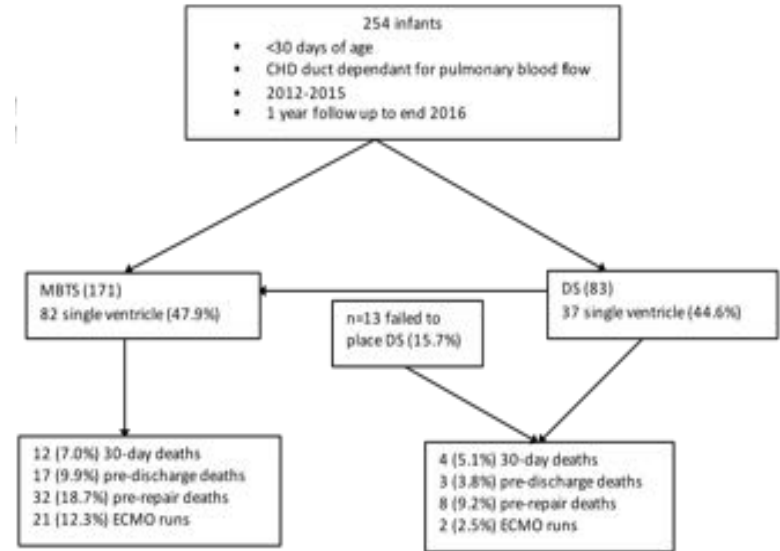 254 infants
• <30 days of age
• CHD duct dependant for pulmonary blood flow
• 2012-2015
• 1 year follow up to end 2016
MBTS (171)
82 single ventricle (47.9%)
n=13 failed to
place DS (15.7%)
DS (83)
37 single ventricle (44.6%)
12 (7.0%) 30-day deaths
17 (9.9%) pre-discharge deaths
32 (18.7%) pre-repair deaths
21 (12.3%) ECMO runs
4 (5.1%) 30-day deaths
3 (3.8%) pre-discharge deaths
8 (9.2%) pre-repair deaths
2 (2.5%) ECMO runs